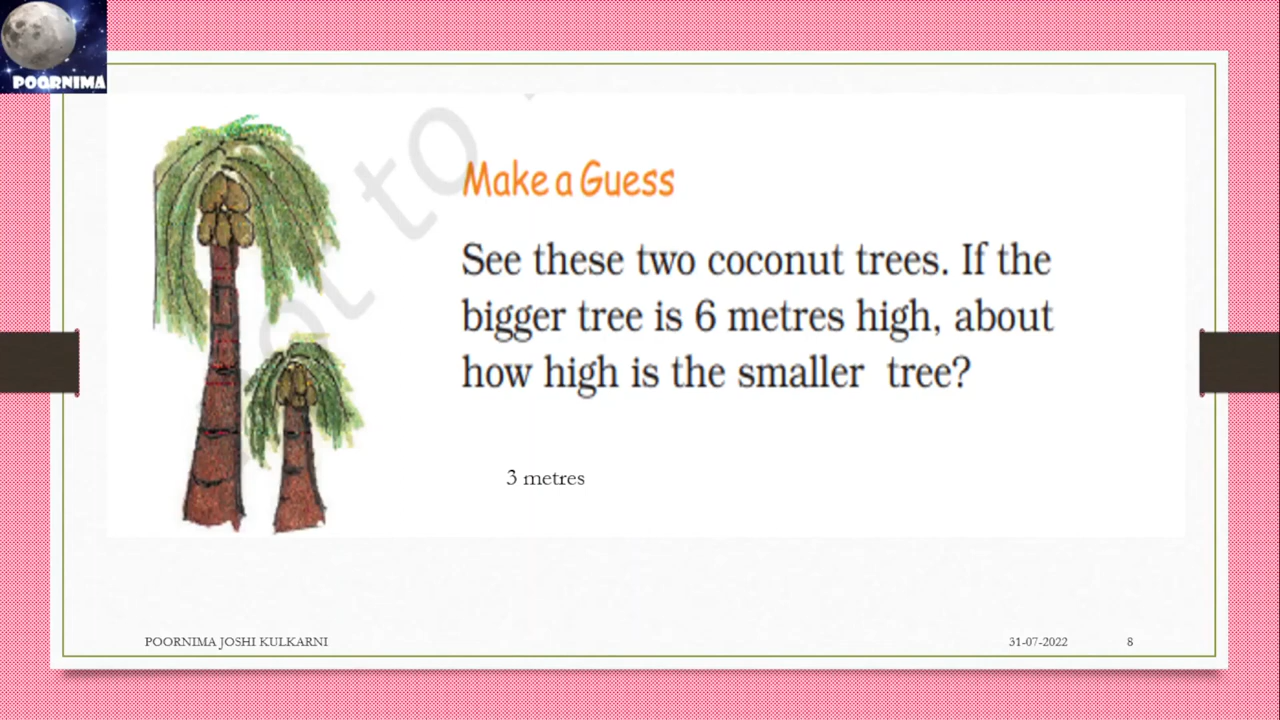 POORNIMA
to
Make a Guess
See these two coconut trees. If the
bigger tree is 6 metres high, about
how high is the smaller tree?
3 metres
POORNIMA JOSHI KULKARNI
31-07-2022
8